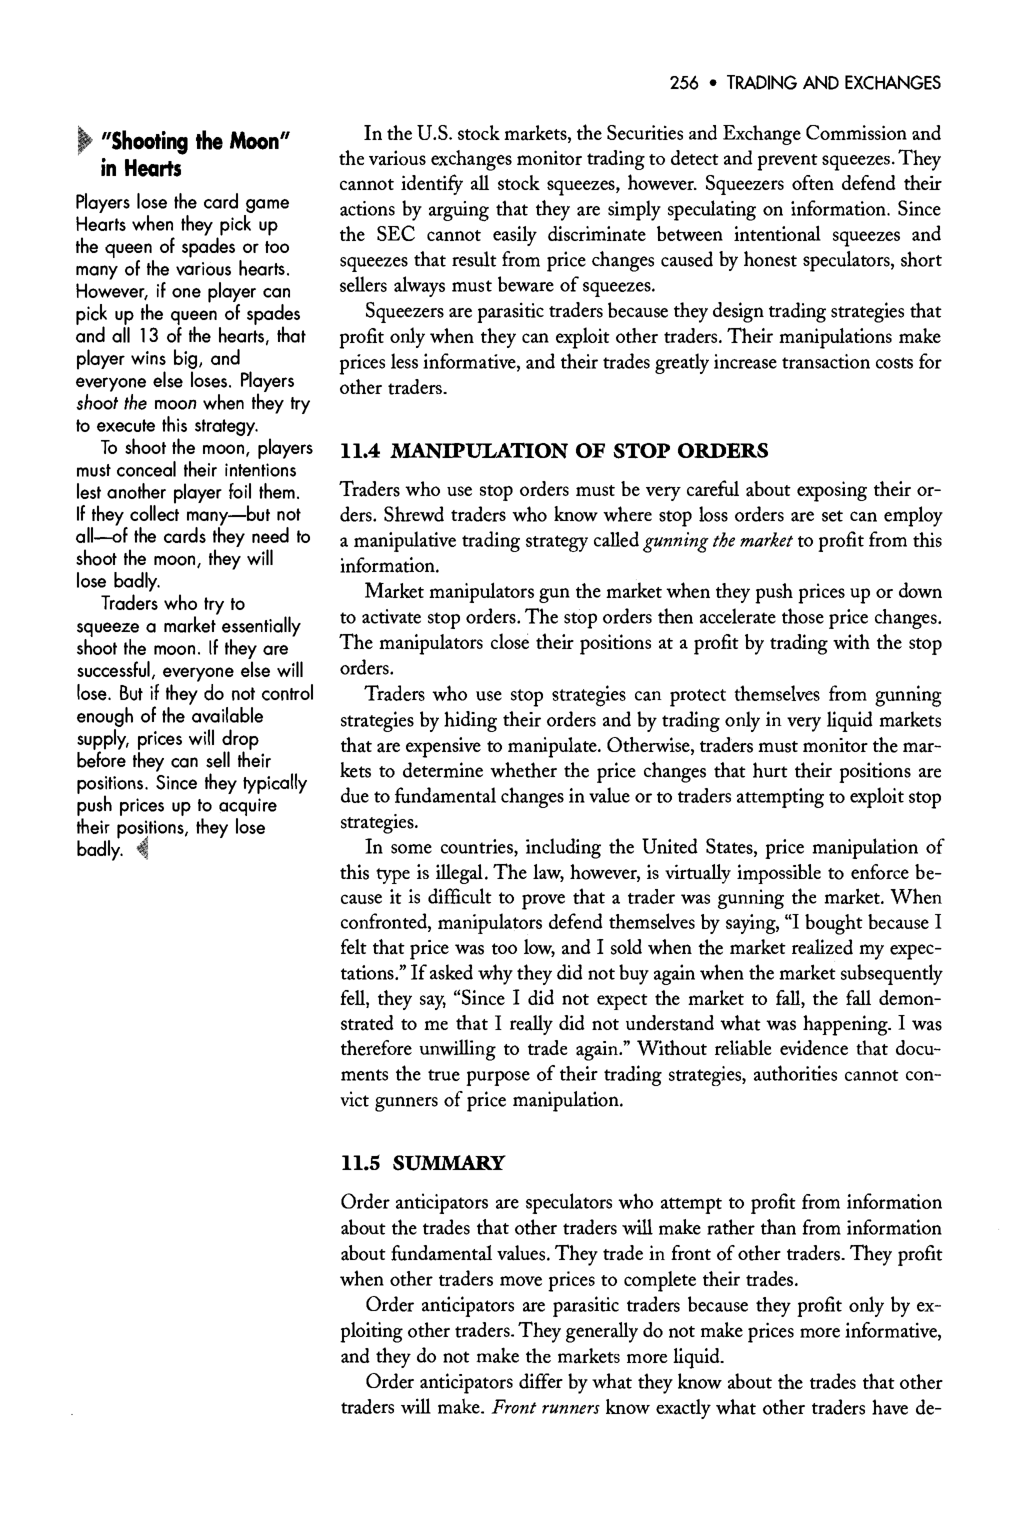 256 • TRADING AND EXCHANGES
"Shooting the Moon"
in Hearts
Players lose the card game
Hearts when they pick up
the queen of spades or too
many of the various hearts.
However, if one player can
pick up the queen of spades
and all 13 of the hearts, that
player wins big, and
everyone else loses. Players
shoot the moon when they try
to execute this strategy.
To shoot the moon, players
must conceal their intentions
lest another player foil them.
If they collect many—but not
all—of the cards they need to
shoot the moon, they will
lose badly.
Traders who try to
squeeze a market essentially
shoot the moon. If they are
successful, everyone else will
lose. But if they do not control
enough of the available
supply, prices will drop
before they can sell their
positions. Since they typically
push prices up to acquire
their positions, they lose
badly.
In the U.S. stock markets, the Securities and Exchange Commission and
the various exchanges monitor trading to detect and prevent squeezes. They
cannot identify all stock squeezes, however. Squeezers often defend their
actions by arguing that they are simply speculating on information. Since
the SEC cannot easily discriminate between intentional squeezes and
squeezes that result from price changes caused by honest speculators, short
sellers always must beware of squeezes.
Squeezers are parasitic traders because they design trading strategies that
profit only when they can exploit other traders. Their manipulations make
prices less informative, and their trades greatly increase transaction costs for
other traders.
11.4 MANIPULATION OF STOP ORDERS
Traders who use stop orders must be very careful about exposing their or-
ders. Shrewd traders who know where stop loss orders are set can employ
a manipulative trading strategy called gunning the market to profit from this
information.
Market manipulators gun the market when they push prices up or down
to activate stop orders. The stop orders then accelerate those price changes.
The manipulators close their positions at a profit by trading with the stop
orders.
Traders who use stop strategies can protect themselves from gunning
strategies by hiding their orders and by trading only in very liquid markets
that are expensive to manipulate. Otherwise, traders must monitor the mar-
kets to determine whether the price changes that hurt their positions are
due to fundamental changes in value or to traders attempting to exploit stop
strategies.
In some countries, including the United States, price manipulation of
this type is illegal. The law, however, is virtually impossible to enforce be-
cause it is difficult to prove that a trader was gunning the market. When
confronted, manipulators defend themselves by saying, “I bought because I
felt that price was too low, and I sold when the market realized my expec-
tations.” If asked why they did not buy again when the market subsequently
fell, they say, “Since I did not expect the market to fall, the fall demon-
strated to me that I really did not understand what was happening. I was
therefore unwilling to trade again.” Without reliable evidence that docu-
ments the true purpose of their trading strategies, authorities cannot con-
vict gunners of price manipulation.
11.5 SUMMARY
Order anticipators are speculators who attempt to profit from information
about the trades that other traders will make rather than from information
about fundamental values. They trade in front of other traders. They profit
when other traders move prices to complete their trades.
Order anticipators are parasitic traders because they profit only by ex-
ploiting other traders. They generally do not make prices more informative,
and they do not make the markets more liquid.
Order anticipators differ by what they know about the trades that other
traders will make. Front runners know exactly what other traders have de-